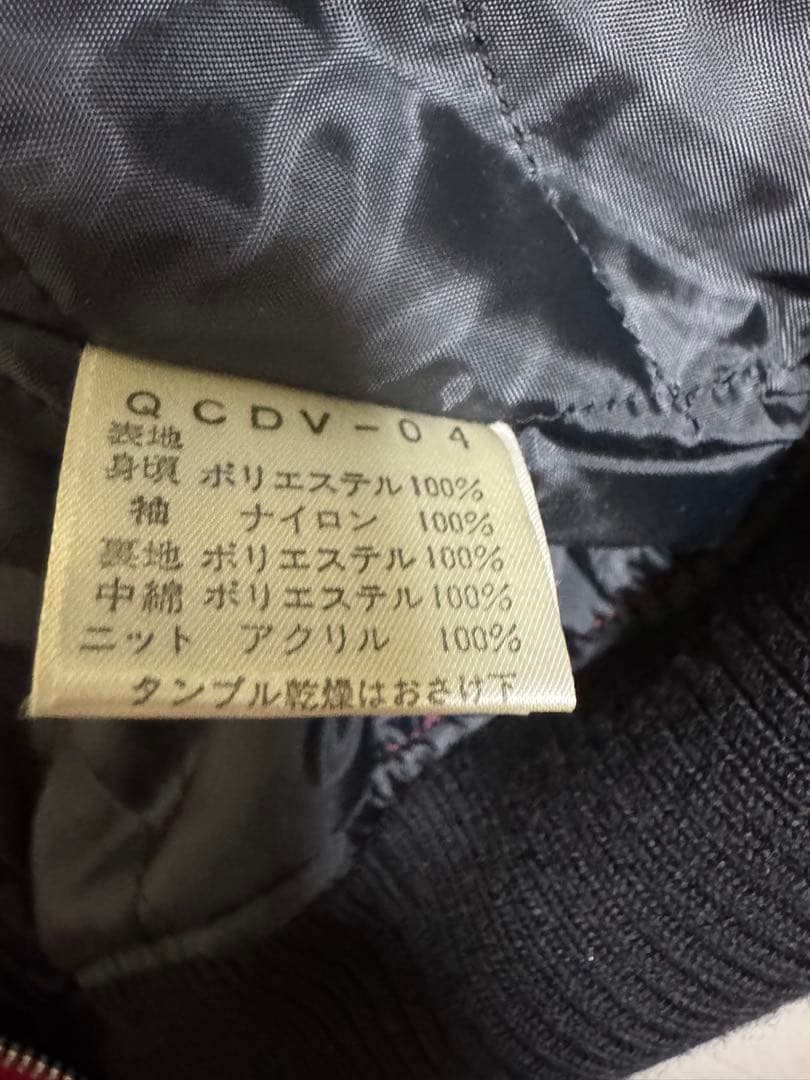 QCDV-04
表地
身頃 ポリエステル100%
袖 ナイロン 100%
裏地 ポリエステル100%
中綿 ポリエステル100%
ニット アクリル 100%
タンブル乾燥はおさけ下